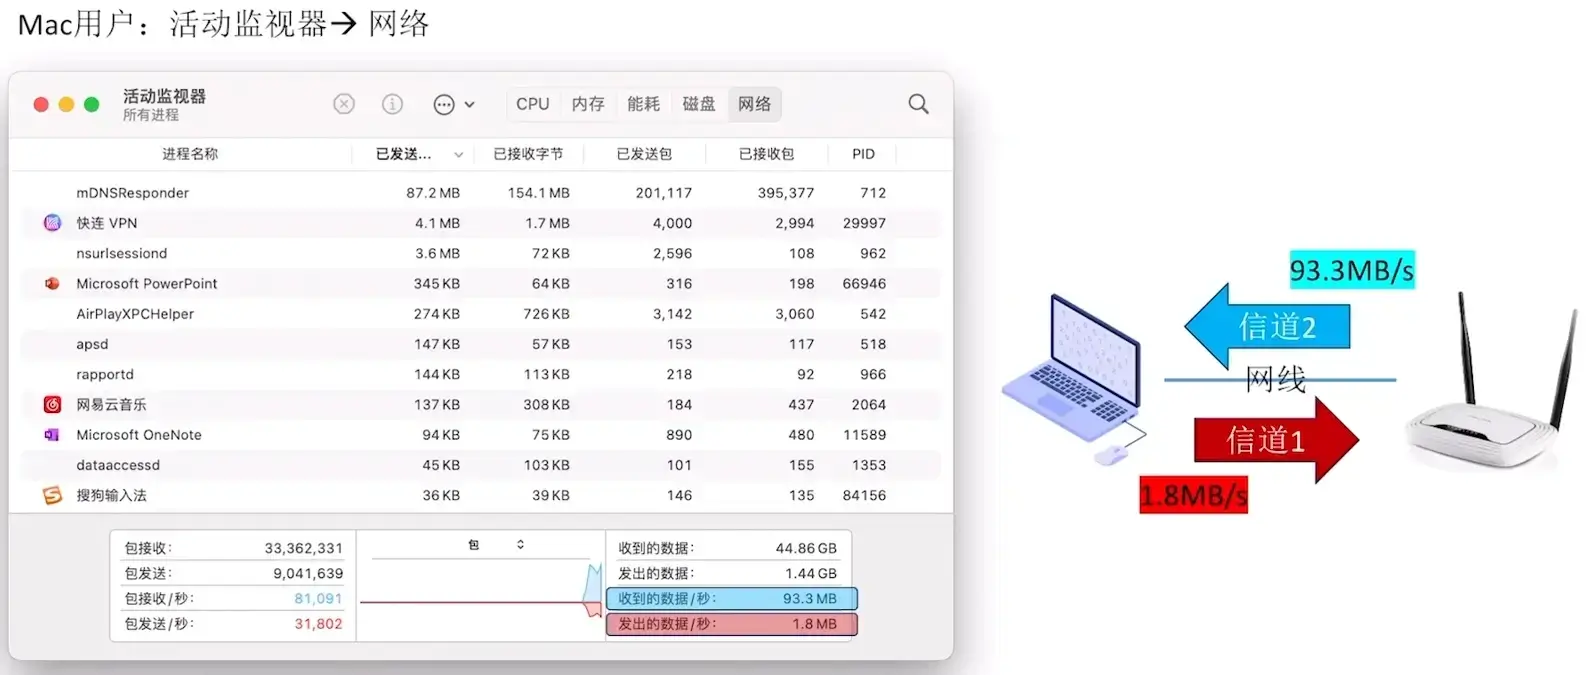 Mac用户：活动监视器→ 网络
活动监视器
所有进程
CPU 内存 能耗 磁盘 网络
进程名称 已发送... 已接收字节 已发送包 已接收包 PID
mDNSResponder 87.2 MB 154.1 MB 201,117 395,377 712
快连 VPN 4.1 MB 1.7 MB 4,000 2,994 29997
nsurlsessiond 3.6 MB 72 KB 2,596 108 962
Microsoft PowerPoint 345 KB 64 KB 316 198 66946
AirPlayXPCHelper 274 KB 726 KB 3,142 3,060 542
apsd 147 KB 57 KB 153 117 518
rapportd 144 KB 113 KB 218 92 966
网易云音乐 137 KB 308 KB 184 437 2064
Microsoft OneNote 94 KB 75 KB 890 480 11589
dataaccessd 45 KB 103 KB 101 155 1353
搜狗输入法 36 KB 39 KB 146 135 84156
包接收： 33,362,331
包发送： 9,041,639
包接收/秒： 81,091
包发送/秒： 31,802
包
收到的数据： 44.86 GB
发出的数据： 1.44 GB
收到的数据/秒： 93.3 MB
发出的数据/秒： 1.8 MB
93.3MB/s
信道2
网线
信道1
1.8MB/s